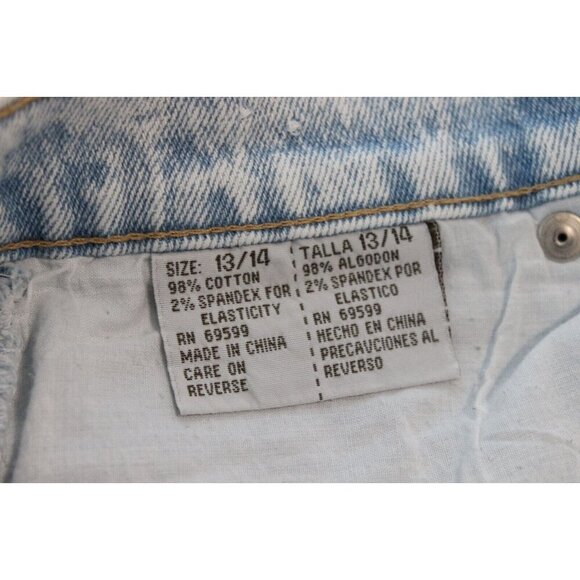 SIZE: 13/14
98% COTTON
2% SPANDEX FOR
ELASTICITY
RN 69599
MADE IN CHINA
CARE ON
REVERSE
TALLA 13/14
98% ALGODON
2% SPANDEX POR
ELASTICO
RN 69599
HECHO EN CHINA
PRECAUCIONES AL
REVERSO